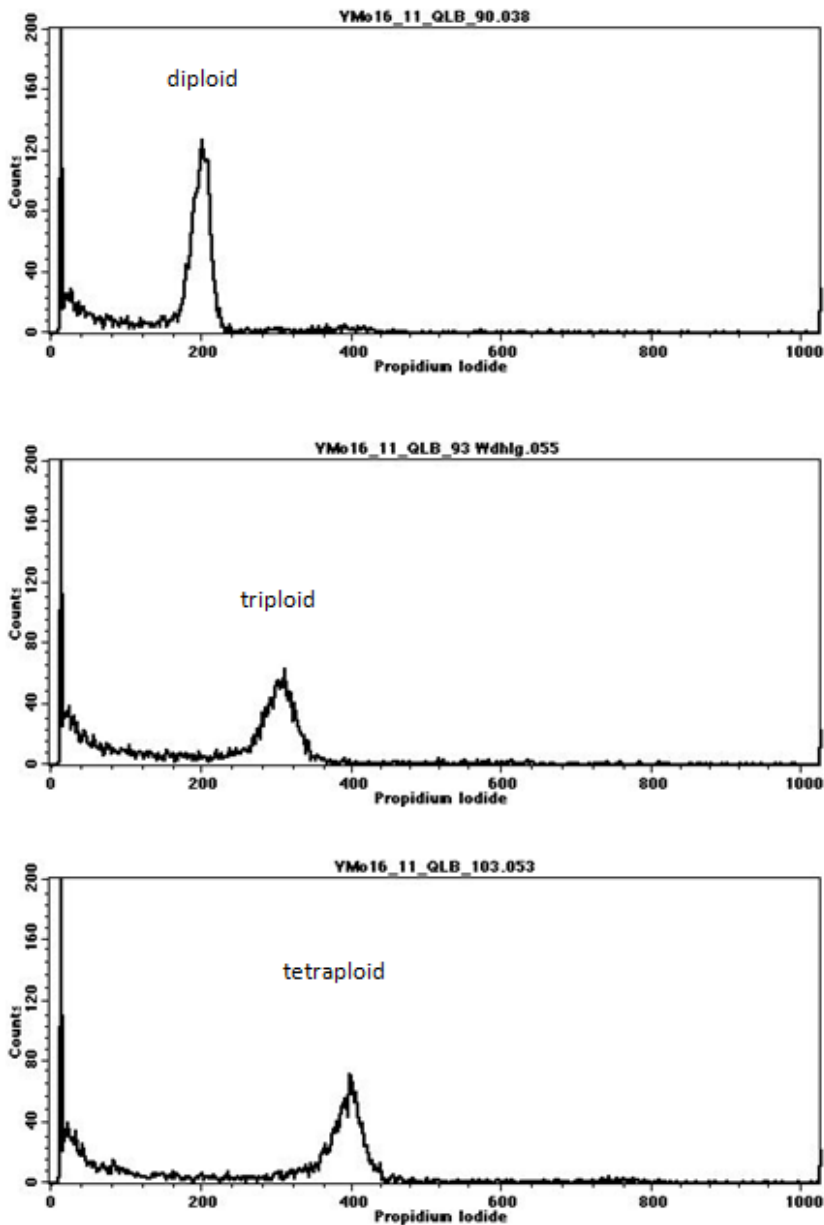 YMo16_11_QLB_90.038
diploid
200
160
120
80
40
0
Counts
0 200 400 600 800 1000
Propidium Iodide
YMo16_11_QLB_93 Wdhlg.055
triploid
200
160
120
80
40
0
Counts
0 200 400 600 800 1000
Propidium Iodide
YMo16_11_QLB_103.053
tetraploid
200
160
120
80
40
0
Counts
0 200 400 600 800 1000
Propidium Iodide